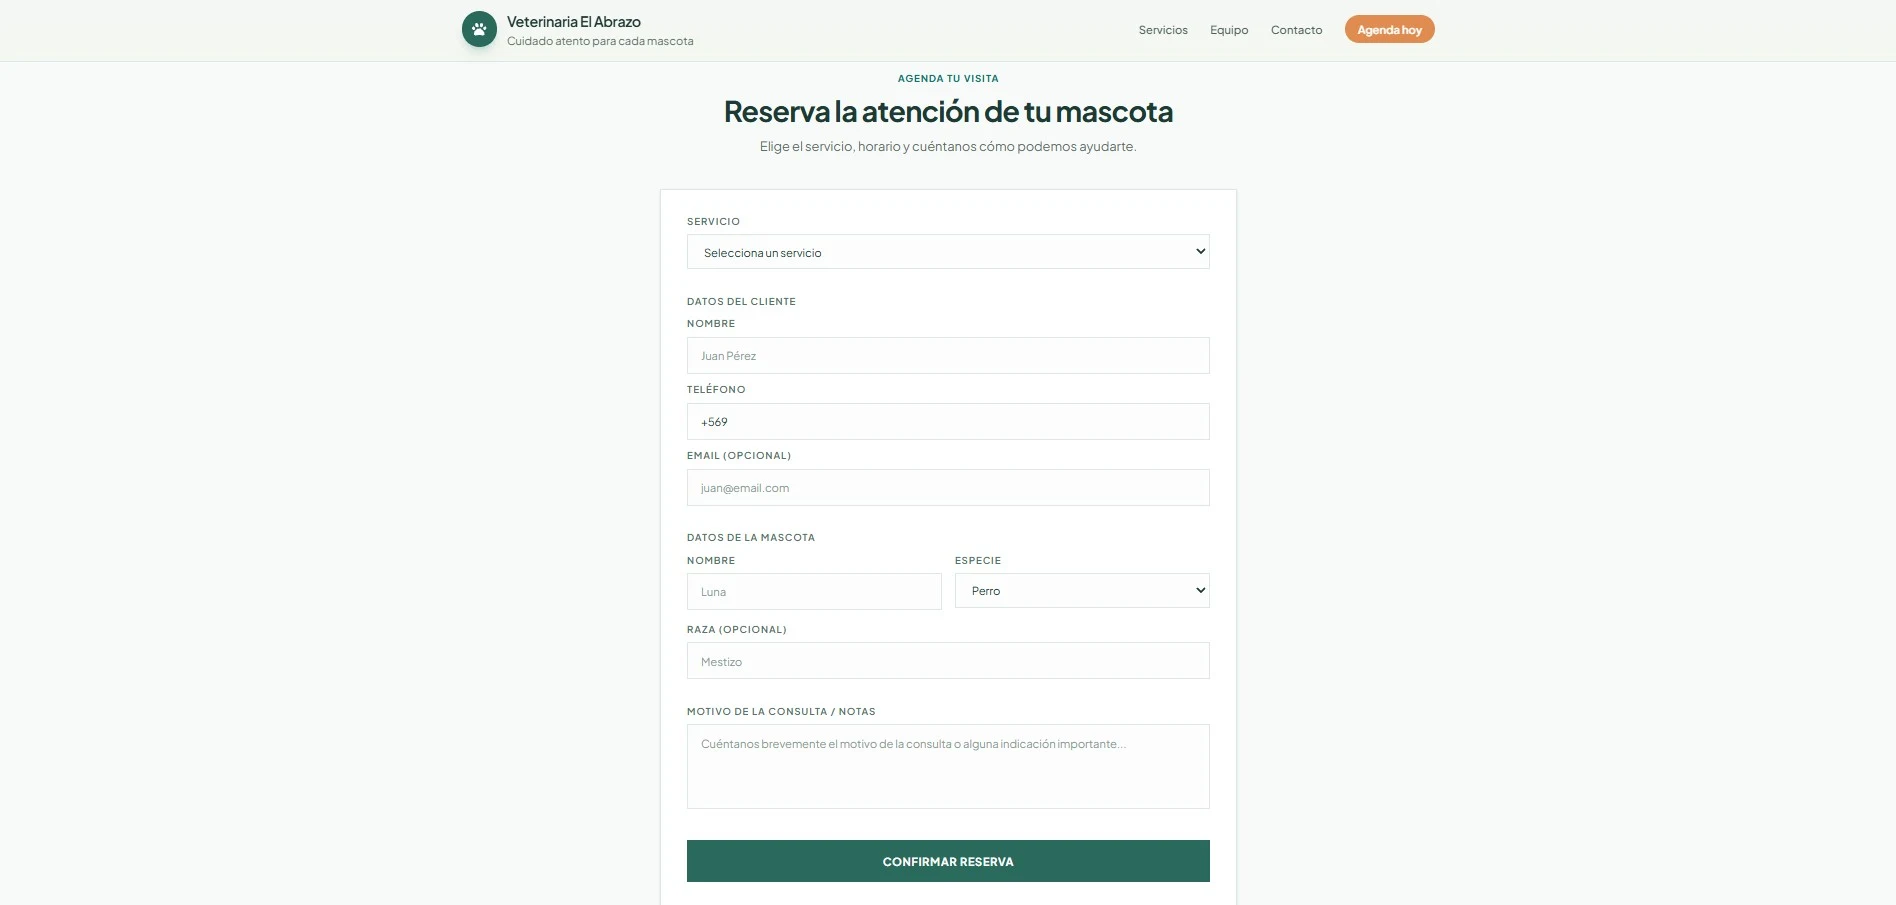 Veterinaria El Abrazo
Cuidado atento para cada mascota
Servicios
Equipo
Contacto
Agenda hoy
AGENDA TU VISITA
Reserva la atención de tu mascota
Elige el servicio, horario y cuéntanos cómo podemos ayudarte.
SERVICIO
Selecciona un servicio
DATOS DEL CLIENTE
NOMBRE
Juan Pérez
TELÉFONO
+569
EMAIL (OPCIONAL)
juan@email.com
DATOS DE LA MASCOTA
NOMBRE
Luna
ESPECIE
Perro
RAZA (OPCIONAL)
Mestizo
MOTIVO DE LA CONSULTA / NOTAS
Cuéntanos brevemente el motivo de la consulta o alguna indicación importante...
CONFIRMAR RESERVA